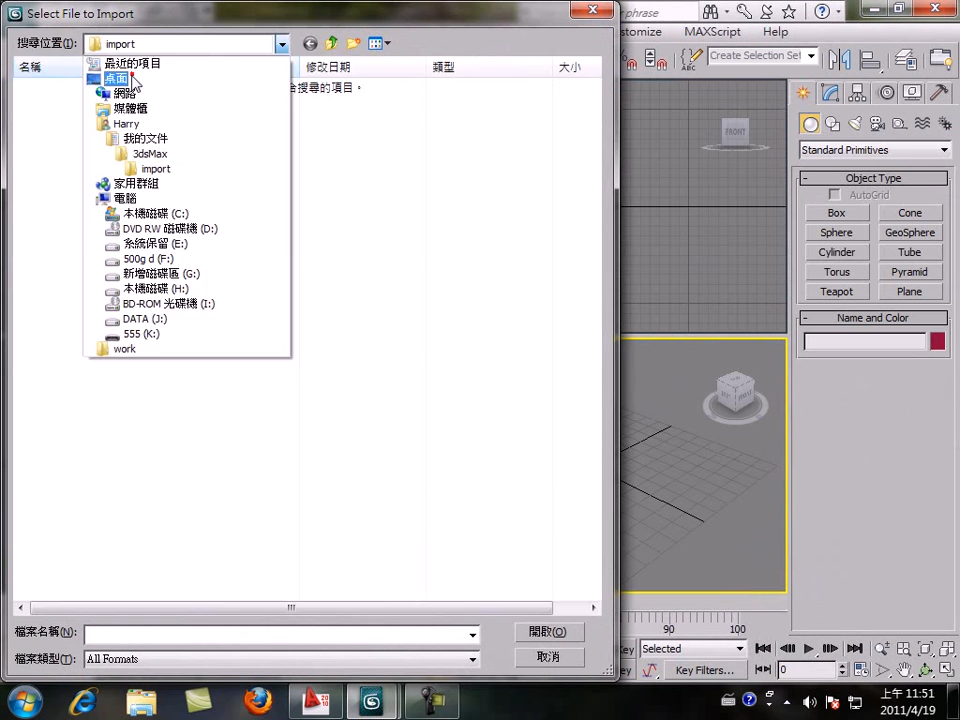 Select File to Import
phrase
搜尋位置(I):
import
stomize
MAXScript
Help
ABC
Create Selection Set
名稱
修改日期
類型
大小
最近的項目
桌面
合搜尋的項目。
網路
媒體櫃
Harry
我的文件
3dsMax
import
家用群組
電腦
本機磁碟 (C:)
DVD RW 磁碟機 (D:)
系統保留 (E:)
500g d (F:)
新增磁碟區 (G:)
本機磁碟 (H:)
BD-ROM 光碟機 (I:)
DATA (J:)
555 (K:)
work
FRONT
Standard Primitives
Object Type
AutoGrid
Box
Cone
Sphere
GeoSphere
Cylinder
Tube
Torus
Pyramid
Teapot
Plane
Name and Color
檔案名稱(N):
開啟(O)
檔案類型(T):
All Formats
取消
90
100
Key
Selected
ey
Key Filters...
0
2010
上午 11:51
2011/4/19